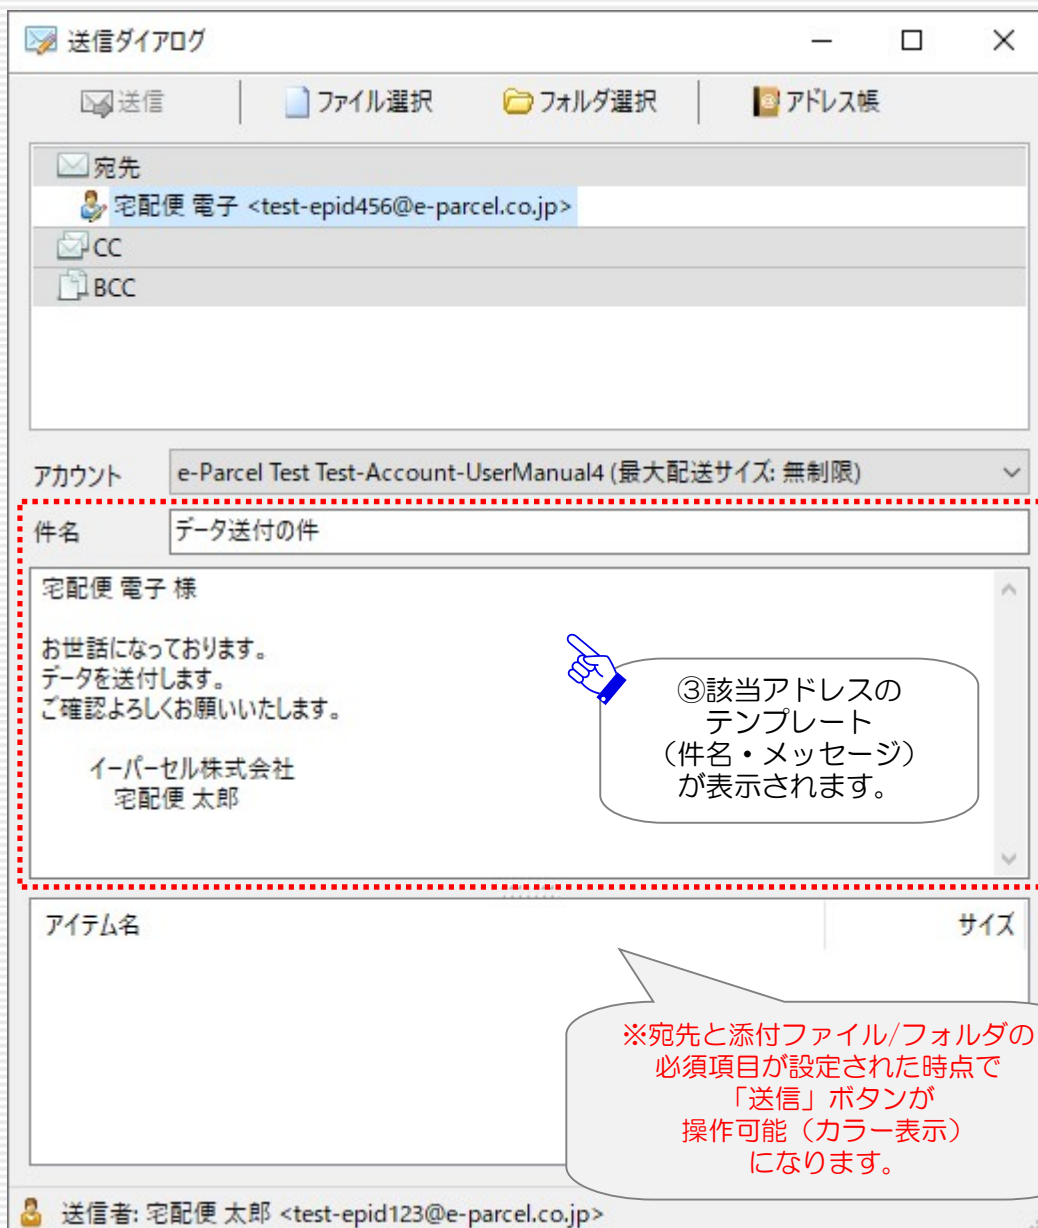 送信ダイアログ
送信 ファイル選択 フォルダ選択 アドレス帳
宛先
宅配便 電子 <test-epid456@e-parcel.co.jp>
CC
BCC
アカウント e-Parcel Test Test-Account-UserManual4 (最大配送サイズ: 無制限)
件名 データ送付の件
宅配便 電子 様
お世話になっております。
データを送付します。
ご確認よろしくお願いいたします。
イーパーセル株式会社
宅配便 太郎
③該当アドレスの
テンプレート
（件名・メッセージ）
が表示されます。
アイテム名 サイズ
※宛先と添付ファイル/フォルダの
必須項目が設定された時点で
「送信」ボタンが
操作可能（カラー表示）
になります。
送信者: 宅配便 太郎 <test-epid123@e-parcel.co.jp>